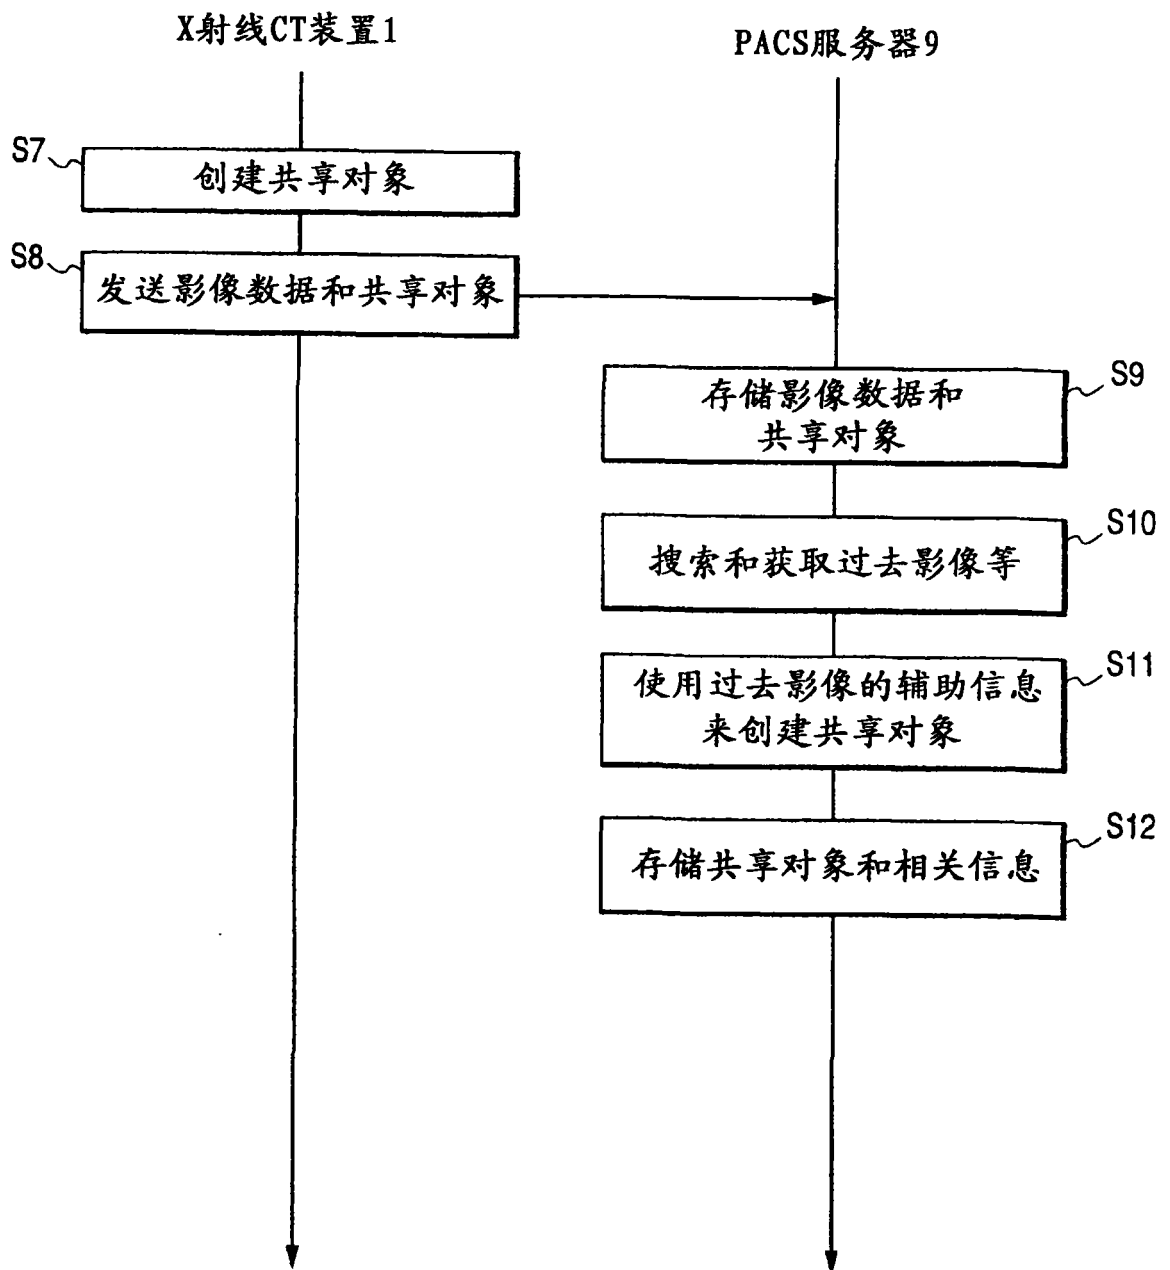 X射线CT装置1
PACS服务器9
S7
创建共享对象
S8
发送影像数据和共享对象
S9
存储影像数据和
共享对象
S10
搜索和获取过去影像等
S11
使用过去影像的辅助信息
来创建共享对象
S12
存储共享对象和相关信息